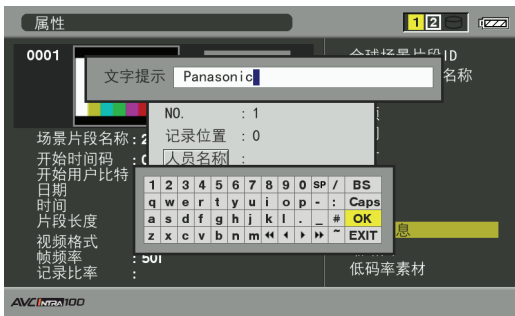 属性
1 2
0001
全球场景片段ID
名称
文字提示 Panasonic
NO. : 1
记录位置 : 0
人员名称 :
场景片段名称 : 2
开始时间码 : 0
开始用户比特
日期
时间
片段长度
视频格式
帧频率 : 50I
记录比率 :
1 2 3 4 5 6 7 8 9 0 SP / BS
q w e r t y u i o p - : Caps
a s d f g h j k l . _ # OK
z x c v b n m ~ EXIT
息
低码率素材
AVC INTRA 100